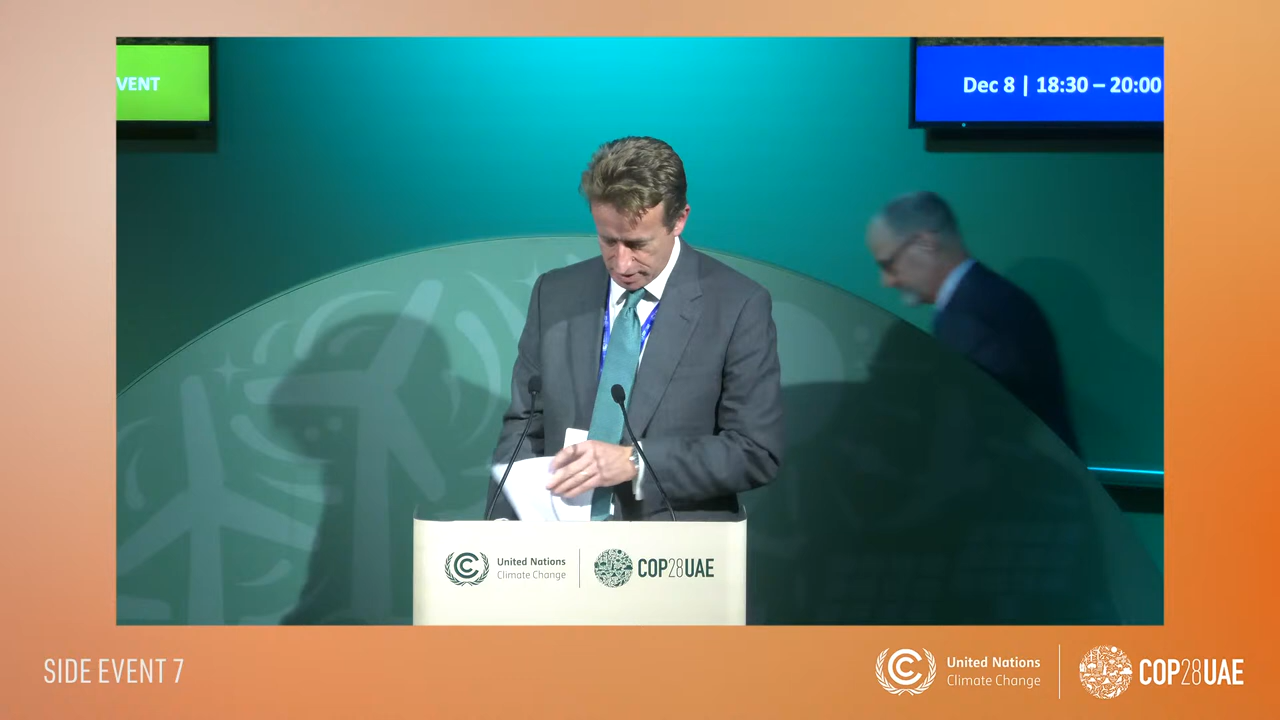 VENT
Dec 8 | 18:30 – 20:00
United Nations
Climate Change
COP28UAE
SIDE EVENT 7
United Nations
Climate Change
COP28UAE